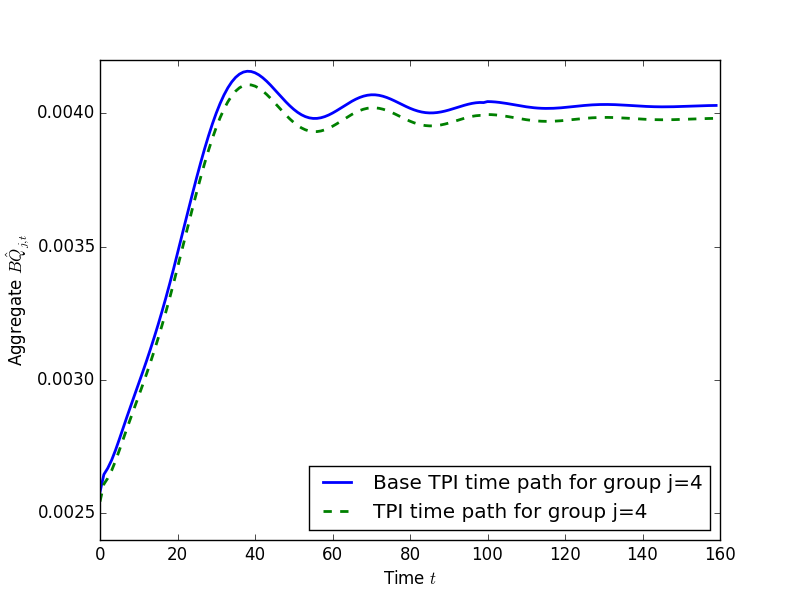 0.0040
0.0035
0.0030
0.0025
Aggregate $\hat{BQ}_{j,t}$
0 20 40 60 80 100 120 140 160
Time t
Base TPI time path for group j=4
TPI time path for group j=4